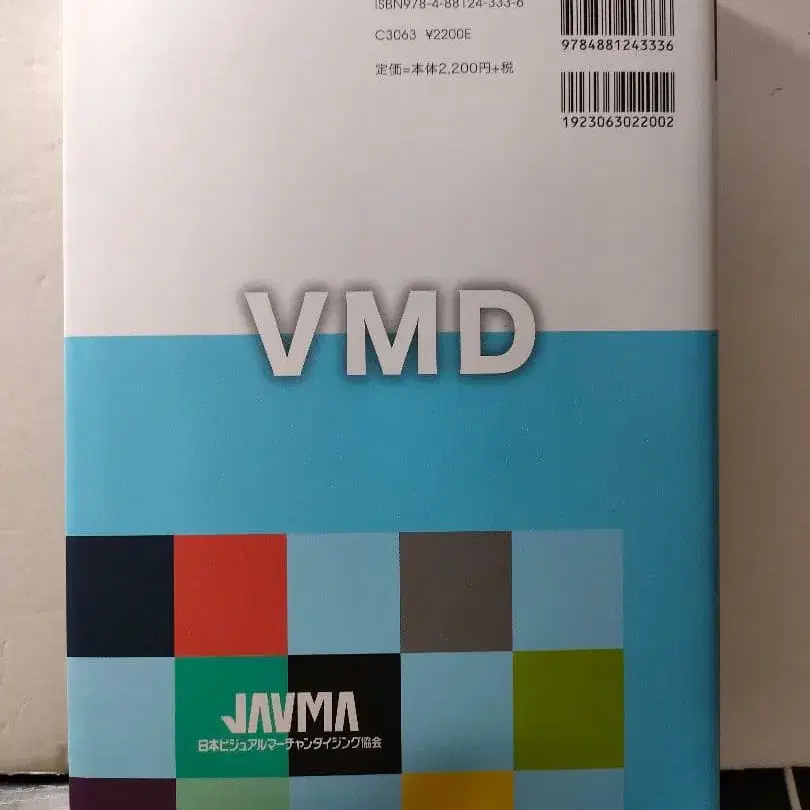 ISBN978-4-88124-333-6
C3063 ¥2200E
定価=本体2,200円+税
9784881243336
1923063022002
VMD
JAVMA
日本ビジュアルマーチャンダイジング協会